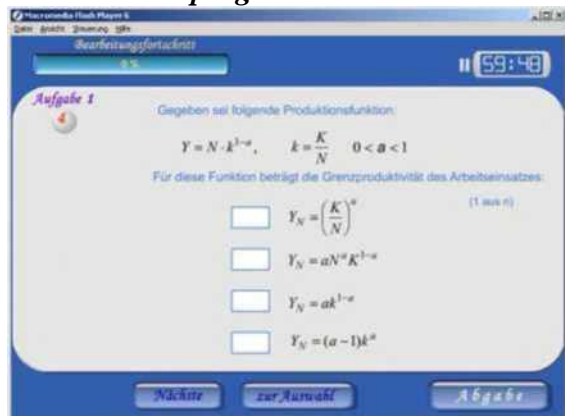 Macromedia Flash Player 6
Datei Ansicht Steuerung Hilfe
Bearbeitungsfortschritt
0 %
59:48
Aufgabe 1
4
Gegeben sei folgende Produktionsfunktion:
Y = N · k^{1-a}, k = K/N 0 < a < 1
Für diese Funktion beträgt die Grenzproduktivität des Arbeitseinsatzes:
(1 aus n)
Y_N = (K/N)^a
Y_N = aN^a K^{1-a}
Y_N = ak^{1-a}
Y_N = (a-1)k^a
Nächste zur Auswahl Abgabe